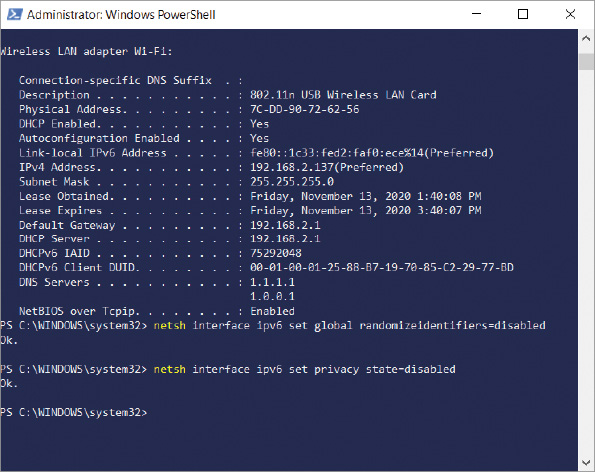 Administrator: Windows PowerShell
Wireless LAN adapter Wi-Fi:
Connection-specific DNS Suffix . :
Description . . . . . . . . . . . : 802.11n USB Wireless LAN Card
Physical Address. . . . . . . . . : 7C-DD-90-72-62-56
DHCP Enabled. . . . . . . . . . . : Yes
Autoconfiguration Enabled . . . . : Yes
Link-local IPv6 Address . . . . . : fe80::1c33:fed2:faf0:ece%14(Preferred)
IPv4 Address. . . . . . . . . . . : 192.168.2.137(Preferred)
Subnet Mask . . . . . . . . . . . : 255.255.255.0
Lease Obtained. . . . . . . . . . : Friday, November 13, 2020 1:40:08 PM
Lease Expires . . . . . . . . . . : Friday, November 13, 2020 3:40:07 PM
Default Gateway . . . . . . . . . : 192.168.2.1
DHCP Server . . . . . . . . . . . : 192.168.2.1
DHCPv6 IAID . . . . . . . . . . . : 75292048
DHCPv6 Client DUID. . . . . . . . : 00-01-00-01-25-88-B7-19-70-85-C2-29-77-BD
DNS Servers . . . . . . . . . . . : 1.1.1.1
1.0.0.1
NetBIOS over Tcpip. . . . . . . . : Enabled
PS C:\WINDOWS\system32> netsh interface ipv6 set global randomizeidentifiers=disabled
Ok.
PS C:\WINDOWS\system32> netsh interface ipv6 set privacy state=disabled
Ok.
PS C:\WINDOWS\system32>